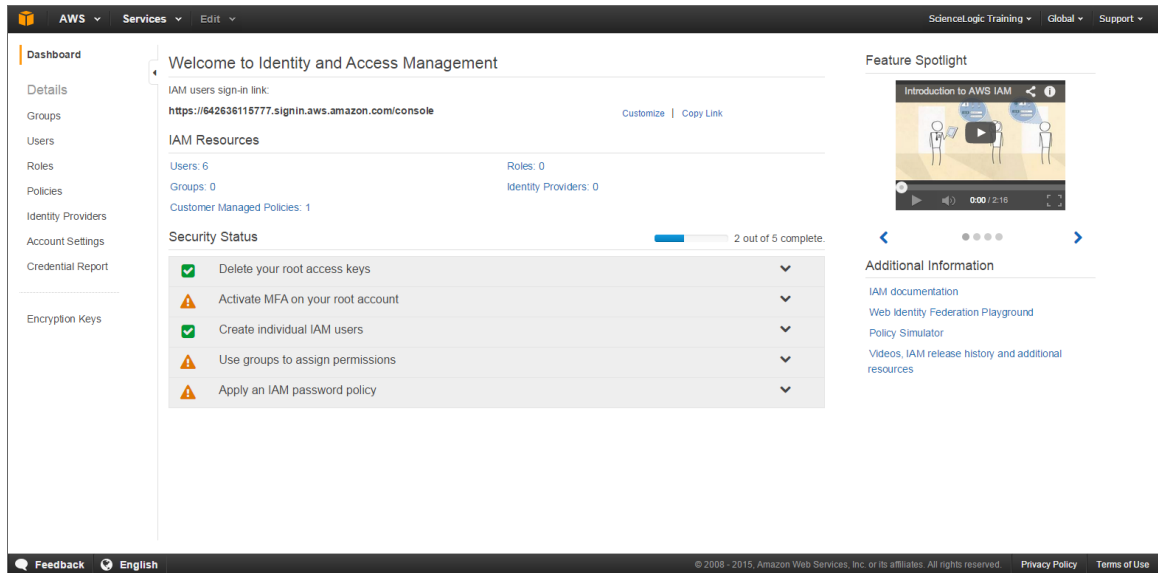 AWS Services Edit ScienceLogic Training Global Support
Dashboard
Details
Groups
Users
Roles
Policies
Identity Providers
Account Settings
Credential Report
Encryption Keys
Welcome to Identity and Access Management
IAM users sign-in link:
https://642636115777.signin.aws.amazon.com/console Customize | Copy Link
IAM Resources
Users: 6 Roles: 0
Groups: 0 Identity Providers: 0
Customer Managed Policies: 1
Security Status 2 out of 5 complete.
Delete your root access keys
Activate MFA on your root account
Create individual IAM users
Use groups to assign permissions
Apply an IAM password policy
Feature Spotlight
Introduction to AWS IAM
0:00 / 2:16
Additional Information
IAM documentation
Web Identity Federation Playground
Policy Simulator
Videos, IAM release history and additional
resources
Feedback English © 2008 - 2015, Amazon Web Services, Inc. or its affiliates. All rights reserved. Privacy Policy Terms of Use